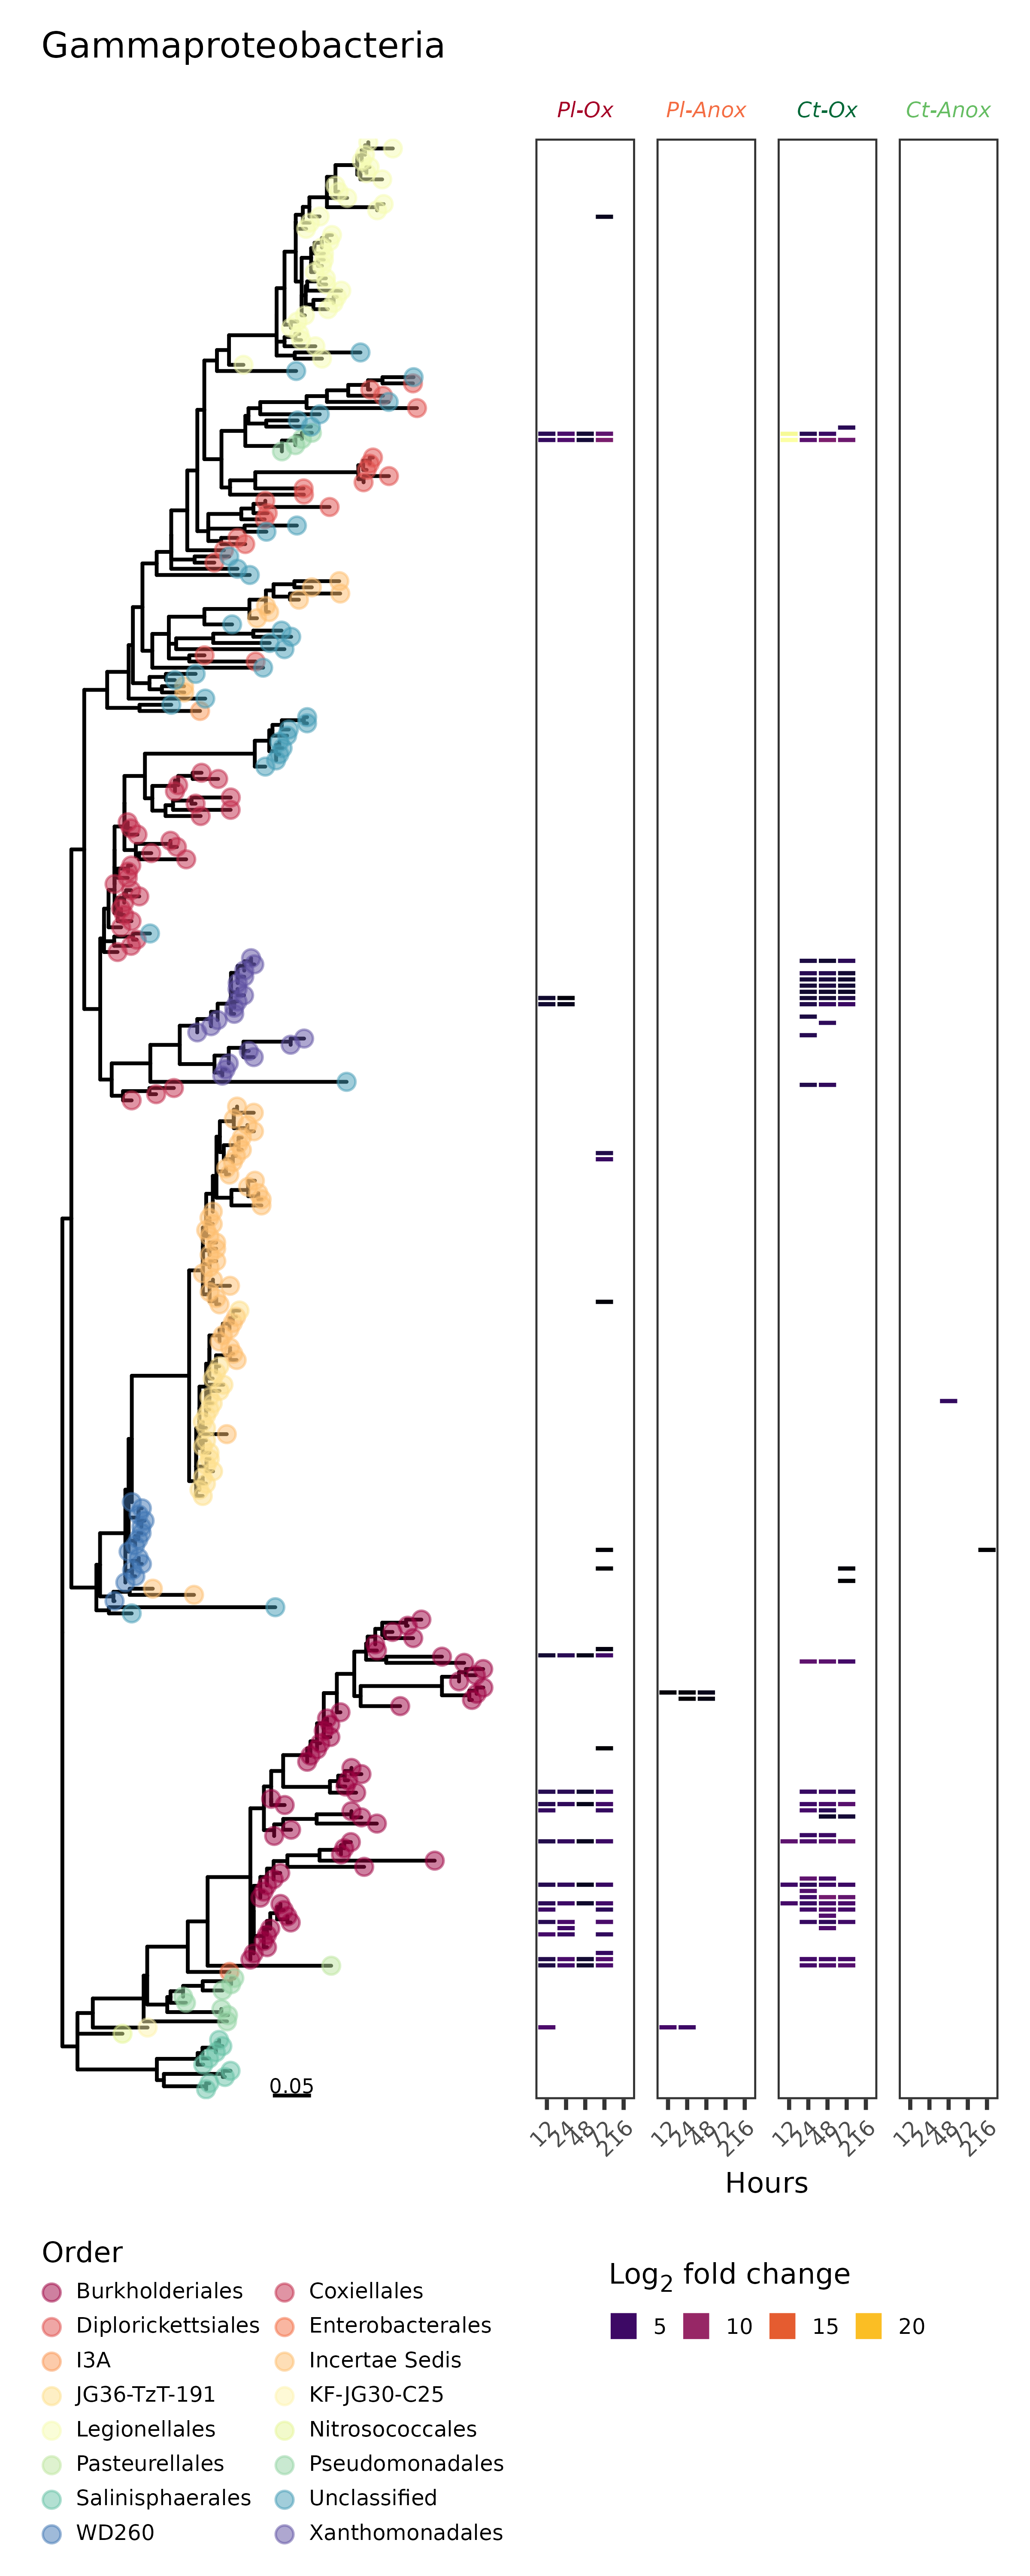 Gammaproteobacteria
Pl-Ox Pl-Anox Ct-Ox Ct-Anox
0.05
12 24 48 72 216 12 24 48 72 216 12 24 48 72 216 12 24 48 72 216
Hours
Order
Burkholderiales Coxiellales
Diplorickettsiales Enterobacterales
I3A Incertae Sedis
JG36-TzT-191 KF-JG30-C25
Legionellales Nitrosococcales
Pasteurellales Pseudomonadales
Salinisphaerales Unclassified
WD260 Xanthomonadales
Log2 fold change
5 10 15 20